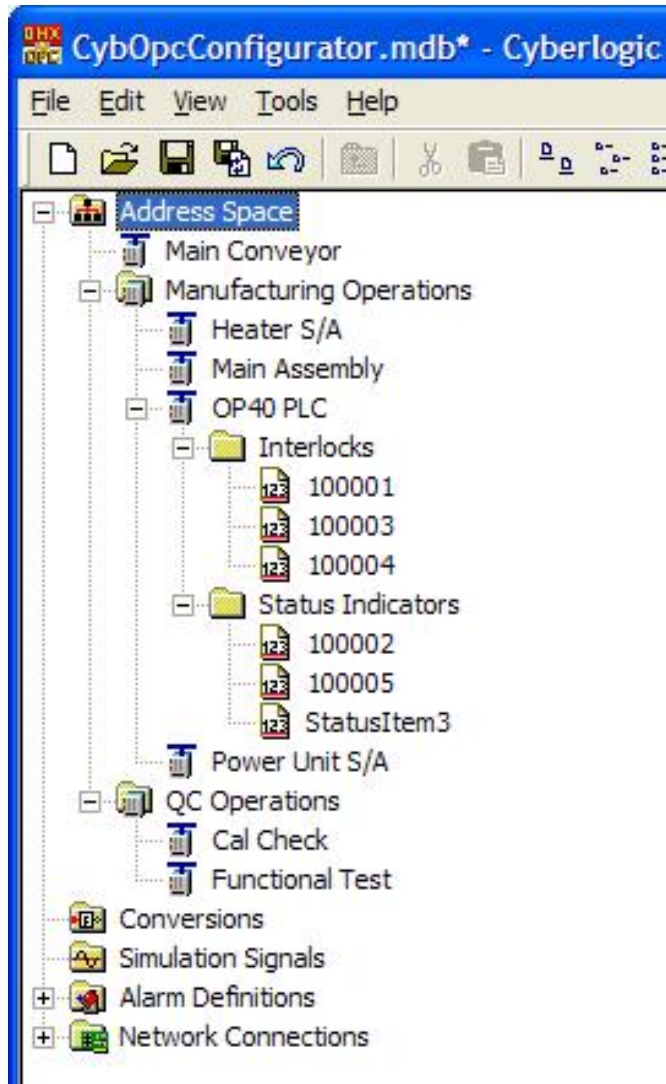 CybOpcConfigurator.mdb* - Cyberlogic
File Edit View Tools Help
Address Space
Main Conveyor
Manufacturing Operations
Heater S/A
Main Assembly
OP40 PLC
Interlocks
100001
100003
100004
Status Indicators
100002
100005
StatusItem3
Power Unit S/A
QC Operations
Cal Check
Functional Test
Conversions
Simulation Signals
Alarm Definitions
Network Connections